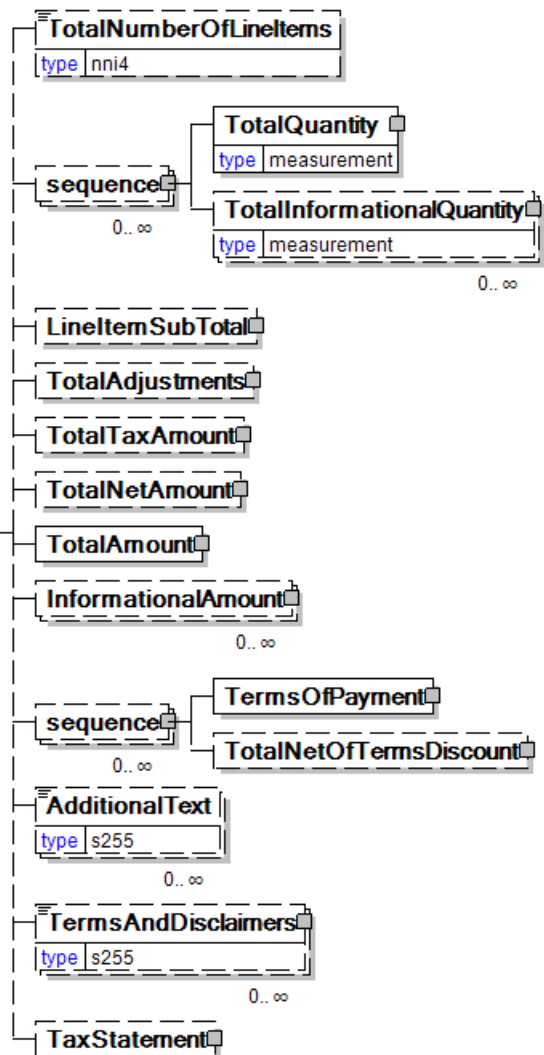 TotalNumberOfLineItems
type nni4
TotalQuantity
type measurement
sequence
0.. ∞
TotalInformationalQuantity
type measurement
0.. ∞
LineItemSubTotal
TotalAdjustments
TotalTaxAmount
TotalNetAmount
TotalAmount
InformationalAmount
0.. ∞
TermsOfPayment
sequence
0.. ∞
TotalNetOfTermsDiscount
AdditionalText
type s255
0.. ∞
TermsAndDisclaimers
type s255
0.. ∞
TaxStatement